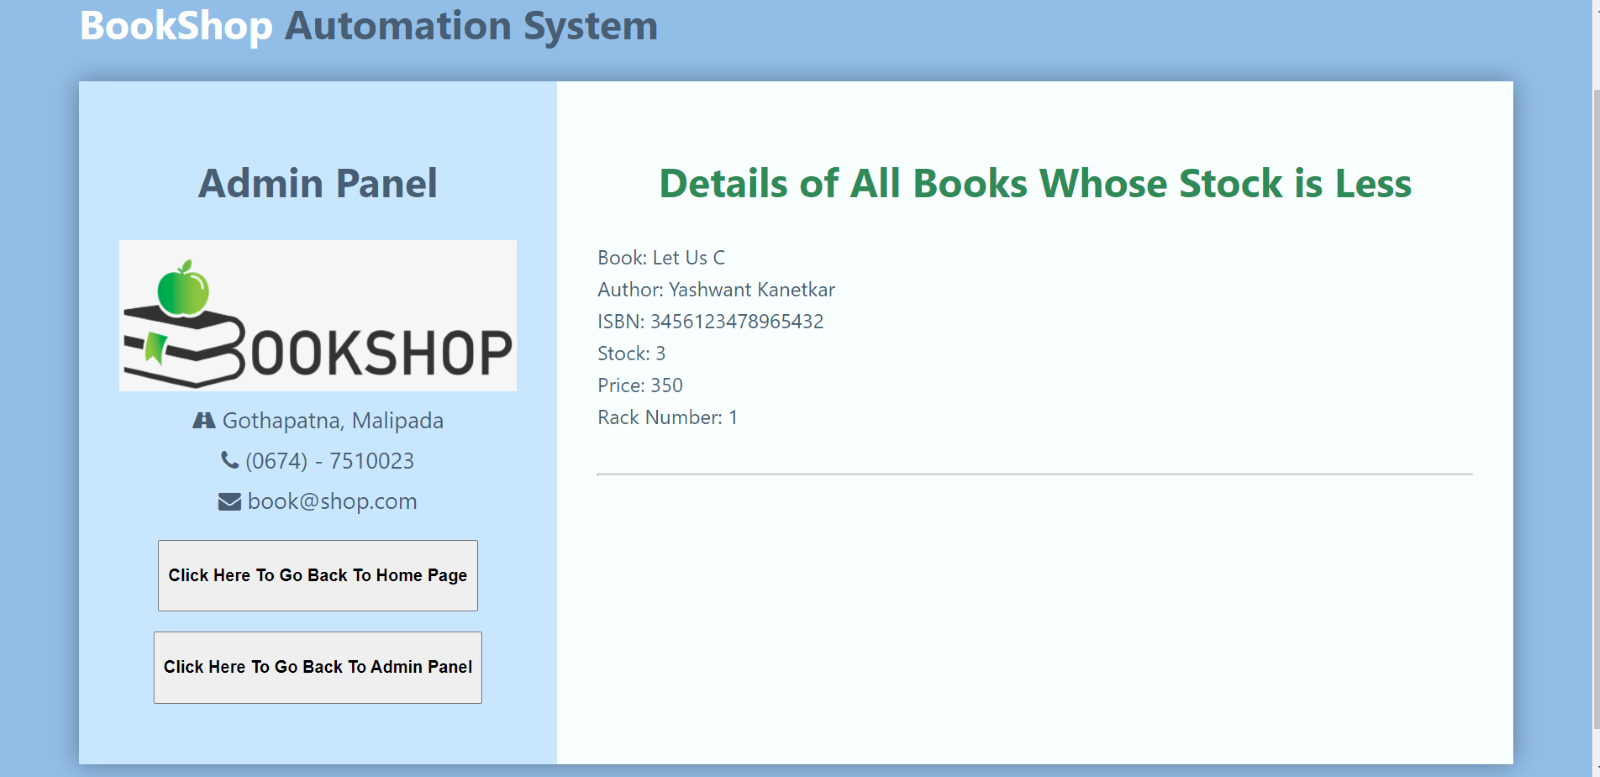 BookShop Automation System
Admin Panel
OOKSHOP
Gothapatna, Malipada
(0674) - 7510023
book@shop.com
Click Here To Go Back To Home Page
Click Here To Go Back To Admin Panel
Details of All Books Whose Stock is Less
Book: Let Us C
Author: Yashwant Kanetkar
ISBN: 3456123478965432
Stock: 3
Price: 350
Rack Number: 1